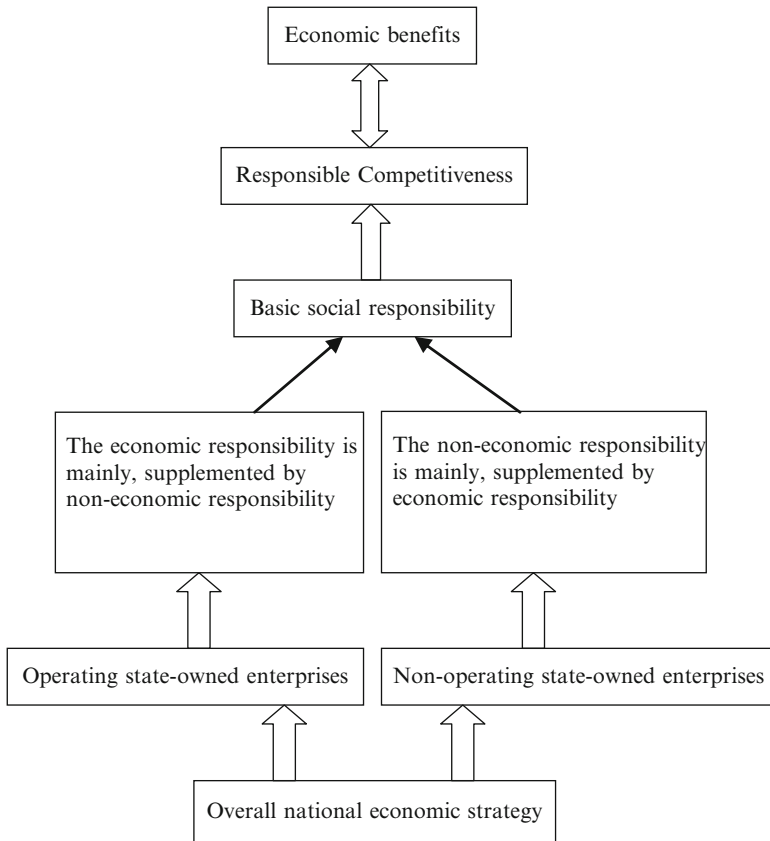 Economic benefits
Responsible Competitiveness
Basic social responsibility
The economic responsibility is
mainly, supplemented by
non-economic responsibility
The non-economic responsibility
is mainly, supplemented by
economic responsibility
Operating state-owned enterprises
Non-operating state-owned enterprises
Overall national economic strategy